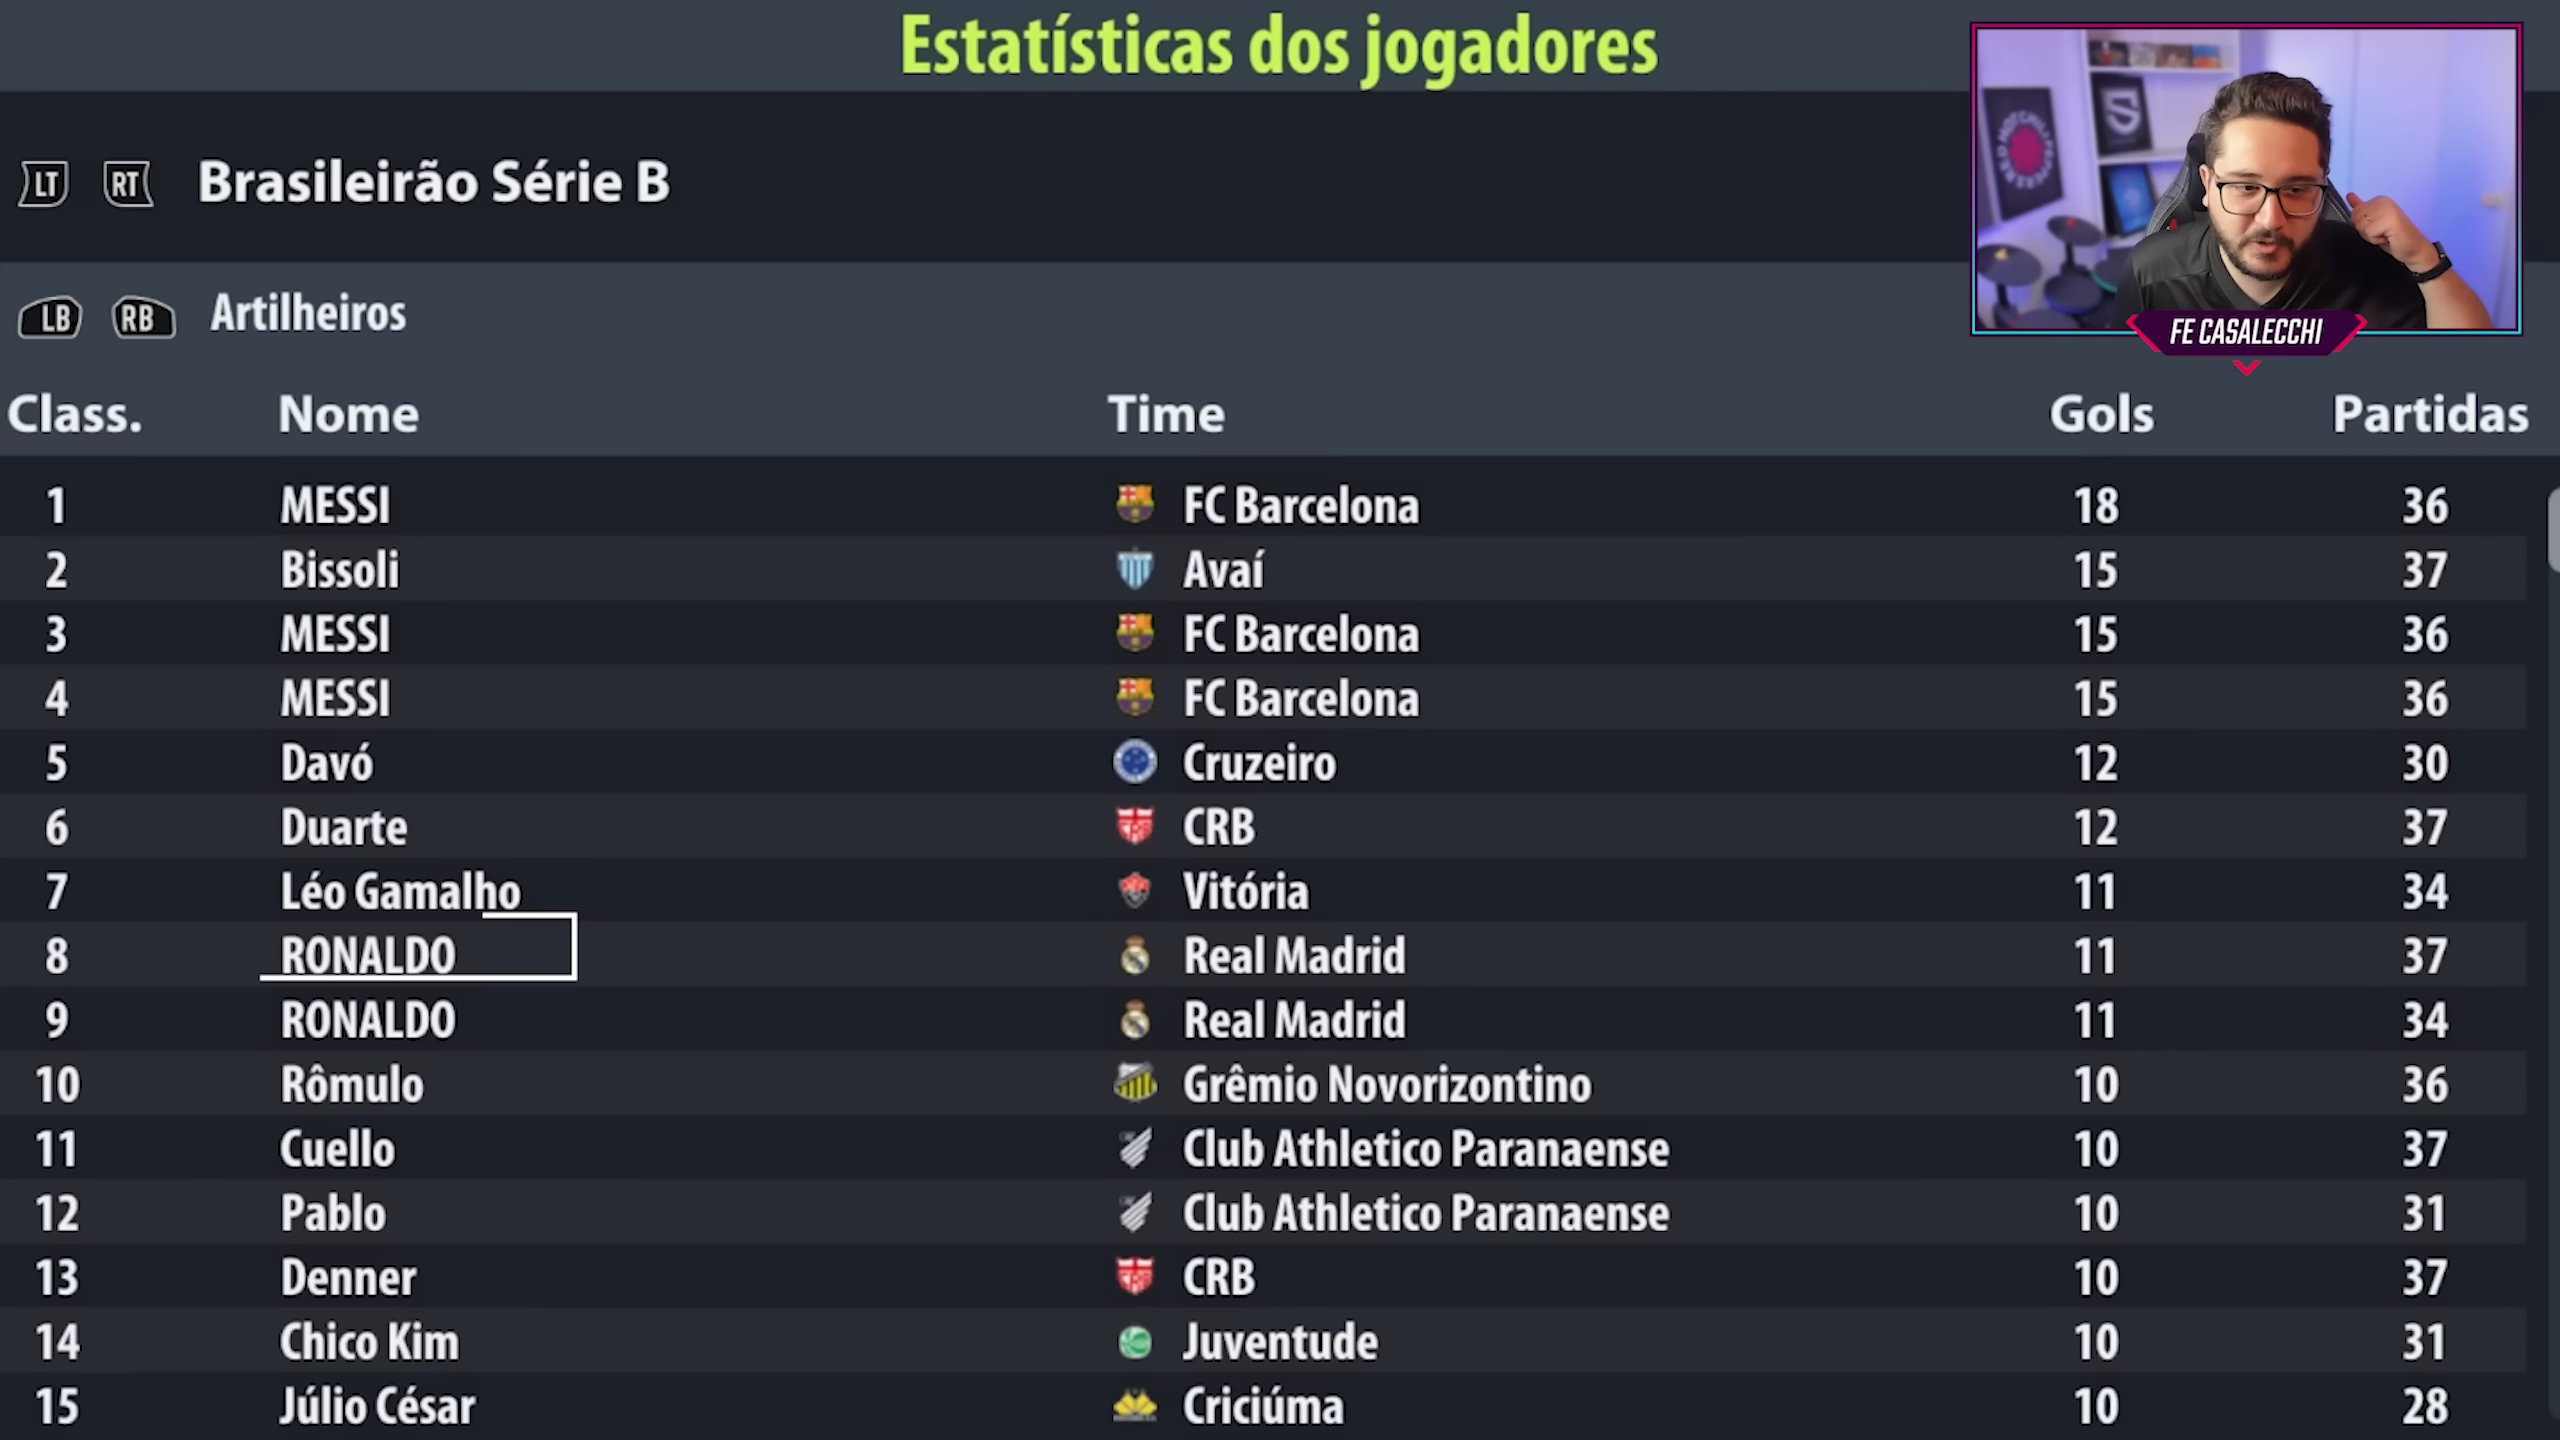 Estatísticas dos jogadores
LT RT Brasileirão Série B
LB RB Artilheiros
FE CASALECCHI
Class. Nome Time Gols Partidas
1 MESSI FC Barcelona 18 36
2 Bissoli Avaí 15 37
3 MESSI FC Barcelona 15 36
4 MESSI FC Barcelona 15 36
5 Davó Cruzeiro 12 30
6 Duarte CRB 12 37
7 Léo Gamalho Vitória 11 34
8 RONALDO Real Madrid 11 37
9 RONALDO Real Madrid 11 34
10 Rômulo Grêmio Novorizontino 10 36
11 Cuello Club Athletico Paranaense 10 37
12 Pablo Club Athletico Paranaense 10 31
13 Denner CRB 10 37
14 Chico Kim Juventude 10 31
15 Júlio César Criciúma 10 28